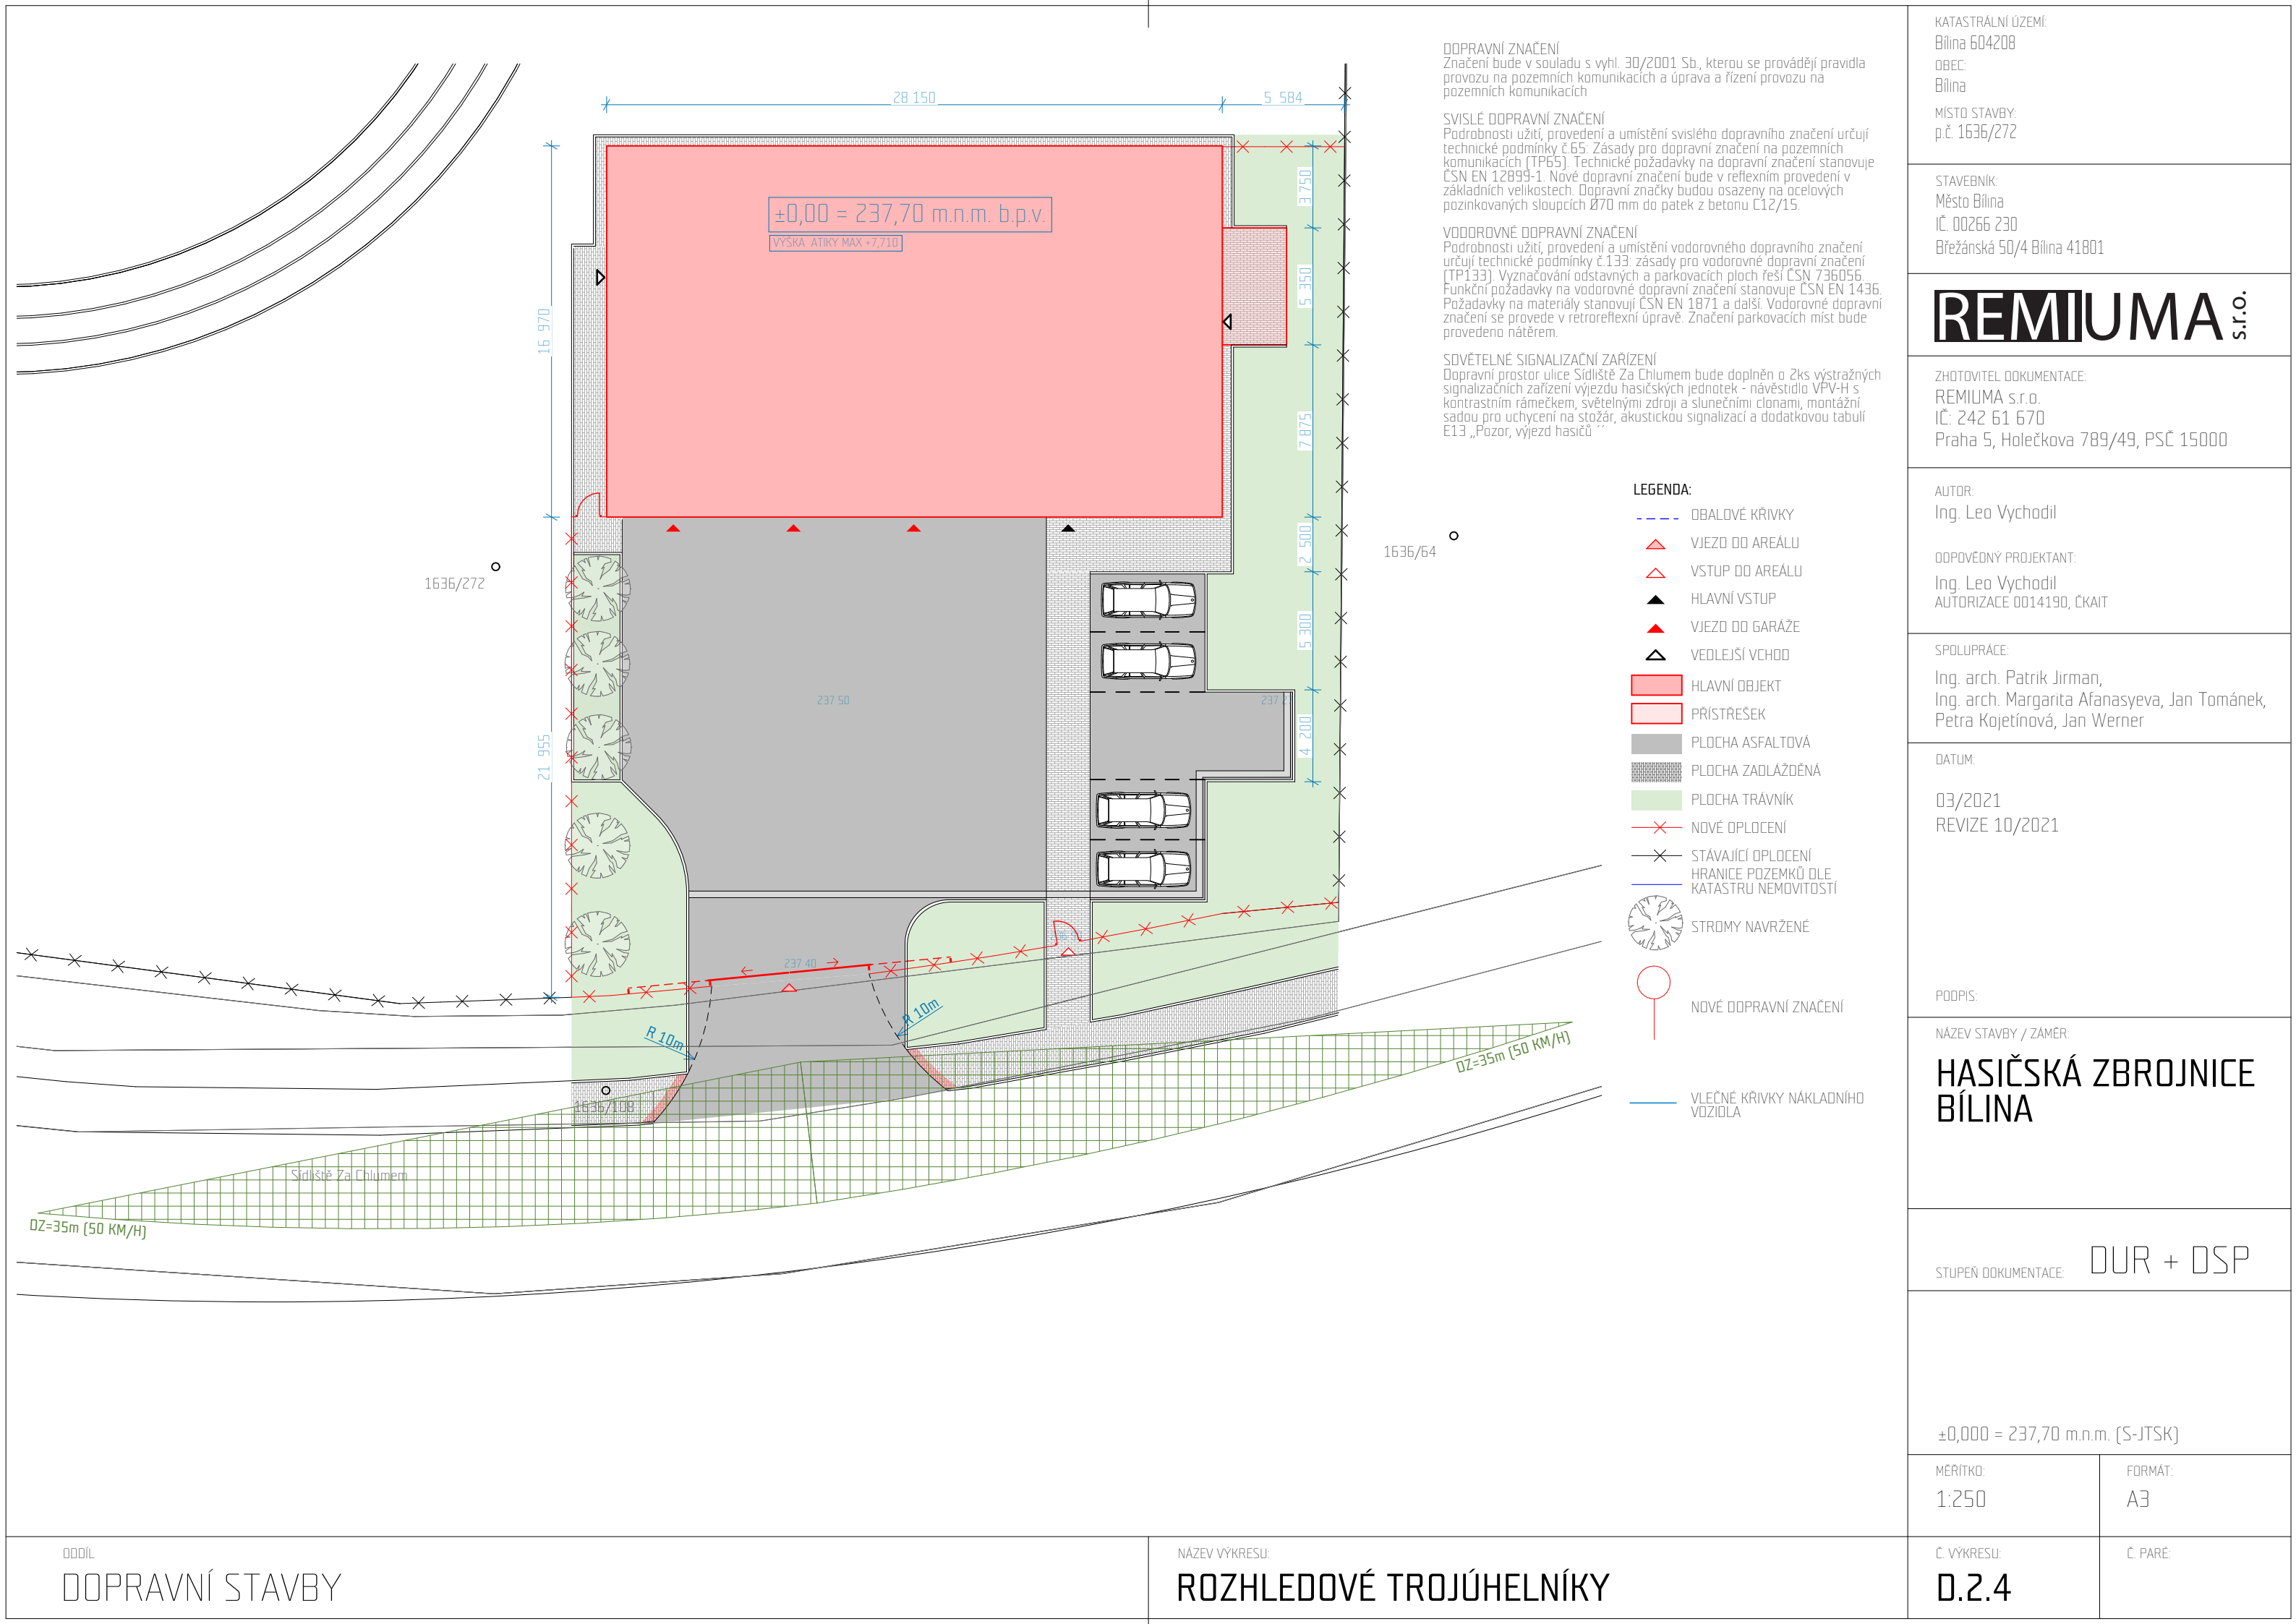 28 150
5 584
3 750
5 350
7 875
2 500
5 300
4 200
16 970
21 955
±0,00 = 237,70 m.n.m. b.p.v.
VÝŠKA ATIKY MAX +7,710
1636/272
1636/64
1636/108
237 50
237 40
R 10m
R 10m
DZ=35m (50 KM/H)
DZ=35m (50 KM/H)
Sídliště Za Chlumem
DOPRAVNÍ ZNAČENÍ
Značení bude v souladu s vyhl. 30/2001 Sb., kterou se provádějí pravidla
provozu na pozemních komunikacích a úprava a řízení provozu na
pozemních komunikacích
SVISLÉ DOPRAVNÍ ZNAČENÍ
Podrobnosti užití, provedení a umístění svislého dopravního značení určují
technické podmínky č.65: Zásady pro dopravní značení na pozemních
komunikacích (TP65). Technické požadavky na dopravní značení stanovuje
ČSN EN 12899-1. Nové dopravní značení bude v reflexním provedení v
základních velikostech. Dopravní značky budou osazeny na ocelových
pozinkovaných sloupcích Ø70 mm do patek z betonu C12/15.
VODOROVNÉ DOPRAVNÍ ZNAČENÍ
Podrobnosti užití, provedení a umístění vodorovného dopravního značení
určují technické podmínky č.133: zásady pro vodorovné dopravní značení
(TP133). Vyznačování odstavných a parkovacích ploch řeší ČSN 736056.
Funkční požadavky na vodorovné dopravní značení stanovuje ČSN EN 1436.
Požadavky na materiály stanovují ČSN EN 1871 a další. Vodorovné dopravní
značení se provede v retroreflexní úpravě. Značení parkovacích míst bude
provedeno nátěrem.
SOVĚTELNÉ SIGNALIZAČNÍ ZAŘÍZENÍ
Dopravní prostor ulice Sídliště Za Chlumem bude doplněn o 2ks výstražných
signalizačních zařízení výjezdu hasičských jednotek - návěstidlo VPV-H s
kontrastním rámečkem, světelnými zdroji a slunečními clonami, montážní
sadou pro uchycení na stožár, akustickou signalizací a dodatkovou tabulí
E13 „Pozor, výjezd hasičů ´´
LEGENDA:
OBALOVÉ KŘIVKY
VJEZD DO AREÁLU
VSTUP DO AREÁLU
HLAVNÍ VSTUP
VJEZD DO GARÁŽE
VEDLEJŠÍ VCHOD
HLAVNÍ OBJEKT
PŘÍSTŘEŠEK
PLOCHA ASFALTOVÁ
PLOCHA ZADLÁŽDĚNÁ
PLOCHA TRÁVNÍK
NOVÉ OPLOCENÍ
STÁVAJÍCÍ OPLOCENÍ
HRANICE POZEMKŮ DLE
KATASTRU NEMOVITOSTÍ
STROMY NAVRŽENÉ
NOVÉ DOPRAVNÍ ZNAČENÍ
VLEČNÉ KŘIVKY NÁKLADNÍHO
VOZIDLA
KATASTRÁLNÍ ÚZEMÍ:
Bílina 604208
OBEC:
Bílina
MÍSTO STAVBY:
p.č. 1636/272
STAVEBNÍK:
Město Bílina
IČ. 00266 230
Břežánská 50/4 Bílina 41801
REMIUMA s.r.o.
ZHOTOVITEL DOKUMENTACE:
REMIUMA s.r.o.
IČ: 242 61 670
Praha 5, Holečkova 789/49, PSČ 15000
AUTOR:
Ing. Leo Vychodil
ODPOVĚDNÝ PROJEKTANT:
Ing. Leo Vychodil
AUTORIZACE 0014190, ČKAIT
SPOLUPRÁCE:
Ing. arch. Patrik Jirman,
Ing. arch. Margarita Afanasyeva, Jan Tománek,
Petra Kojetínová, Jan Werner
DATUM:
03/2021
REVIZE 10/2021
PODPIS:
NÁZEV STAVBY / ZÁMĚR:
HASIČSKÁ ZBROJNICE
BÍLINA
STUPEŇ DOKUMENTACE: DUR + DSP
±0,000 = 237,70 m.n.m. (S-JTSK)
MĚŘÍTKO:
1:250
FORMÁT:
A3
ODDÍL
DOPRAVNÍ STAVBY
NÁZEV VÝKRESU:
ROZHLEDOVÉ TROJÚHELNÍKY
Č. VÝKRESU:
D.2.4
Č. PARÉ: